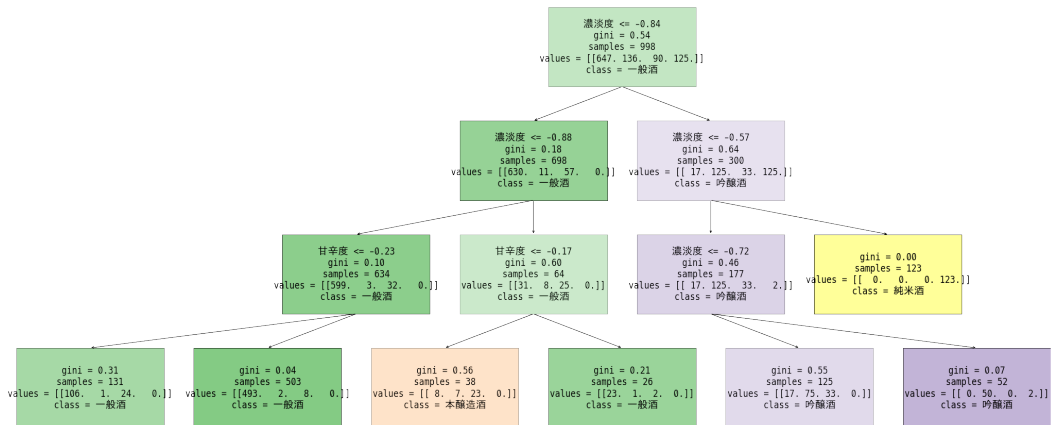 濃淡度 <= -0.84
gini = 0.54
samples = 998
values = [[647. 136.  90. 125.]]
class = 一般酒
濃淡度 <= -0.88
gini = 0.18
samples = 698
values = [[630.  11.  57.   0.]]
class = 一般酒
濃淡度 <= -0.57
gini = 0.64
samples = 300
values = [[ 17. 125.  33. 125.]]
class = 吟醸酒
甘辛度 <= -0.23
gini = 0.10
samples = 634
values = [[599.   3.  32.   0.]]
class = 一般酒
甘辛度 <= -0.17
gini = 0.60
samples = 64
values = [[31.  8. 25.  0.]]
class = 一般酒
濃淡度 <= -0.72
gini = 0.46
samples = 177
values = [[ 17. 125.  33.   2.]]
class = 吟醸酒
gini = 0.00
samples = 123
values = [[  0.   0.   0. 123.]]
class = 純米酒
gini = 0.31
samples = 131
values = [[106.   1.  24.   0.]]
class = 一般酒
gini = 0.04
samples = 503
values = [[493.   2.   8.   0.]]
class = 一般酒
gini = 0.56
samples = 38
values = [[ 8.  7. 23.  0.]]
class = 本醸造酒
gini = 0.21
samples = 26
values = [[23.  1.  2.  0.]]
class = 一般酒
gini = 0.55
samples = 125
values = [[17. 75. 33.  0.]]
class = 吟醸酒
gini = 0.07
samples = 52
values = [[ 0. 50.  0.  2.]]
class = 吟醸酒